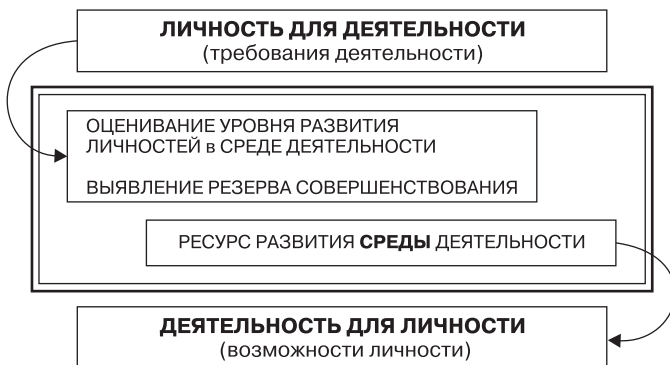 ЛИЧНОСТЬ ДЛЯ ДЕЯТЕЛЬНОСТИ
(требования деятельности)
ОЦЕНИВАНИЕ УРОВНЯ РАЗВИТИЯ
ЛИЧНОСТЕЙ в СРЕДЕ ДЕЯТЕЛЬНОСТИ
ВЫЯВЛЕНИЕ РЕЗЕРВА СОВЕРШЕНСТВОВАНИЯ
РЕСУРС РАЗВИТИЯ СРЕДЫ ДЕЯТЕЛЬНОСТИ
ДЕЯТЕЛЬНОСТЬ ДЛЯ ЛИЧНОСТИ
(возможности личности)